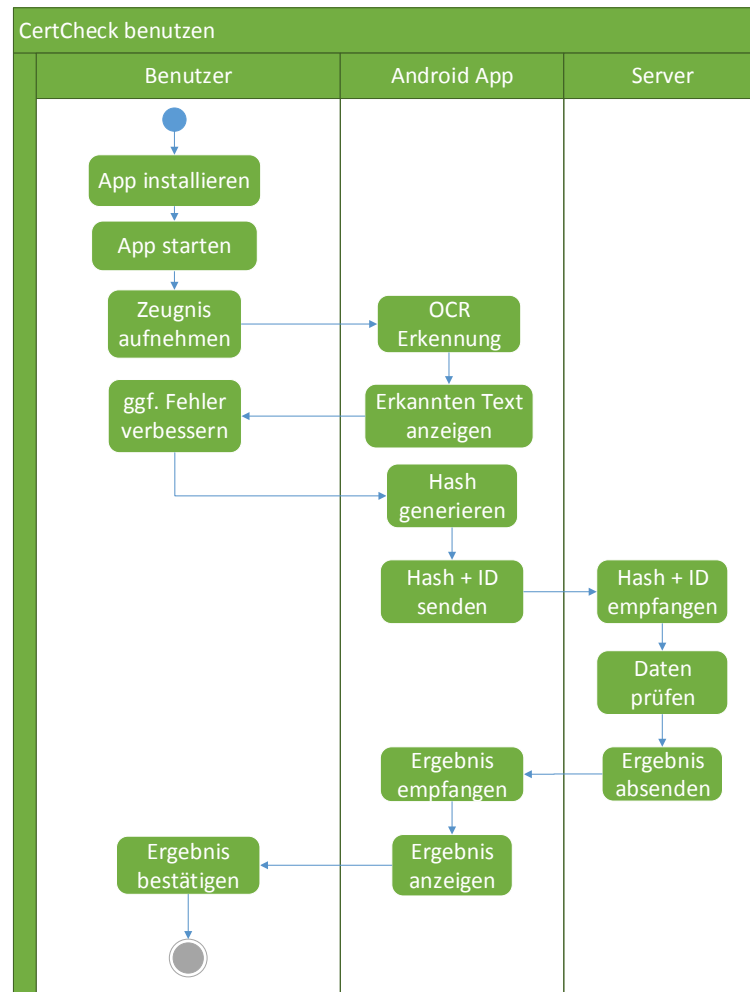 CertCheck benutzen
Benutzer
Android App
Server
App installieren
App starten
Zeugnis
aufnehmen
OCR
Erkennung
Erkannten Text
anzeigen
ggf. Fehler
verbessern
Hash
generieren
Hash + ID
senden
Hash + ID
empfangen
Daten
prüfen
Ergebnis
absenden
Ergebnis
empfangen
Ergebnis
anzeigen
Ergebnis
bestätigen